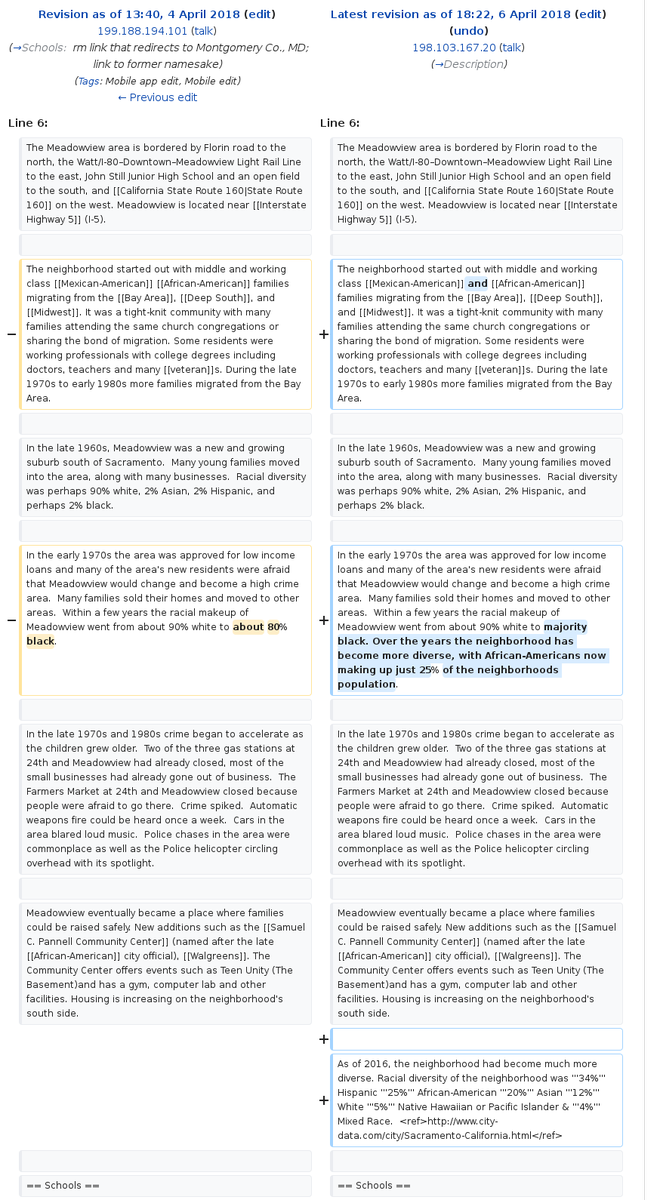 Revision as of 13:40, 4 April 2018 (edit)
199.188.194.101 (talk)
(→Schools: rm link that redirects to Montgomery Co., MD;
link to former namesake)
(Tags: Mobile app edit, Mobile edit)
← Previous edit
Latest revision as of 18:22, 6 April 2018 (edit)
(undo)
198.103.167.20 (talk)
(→Description)
Line 6:
Line 6:
The Meadowview area is bordered by Florin road to the
north, the Watt/I-80–Downtown–Meadowview Light Rail Line
to the east, John Still Junior High School and an open field
to the south, and [[California State Route 160|State Route
160]] on the west. Meadowview is located near [[Interstate
Highway 5]] (I-5).
The Meadowview area is bordered by Florin road to the
north, the Watt/I-80–Downtown–Meadowview Light Rail Line
to the east, John Still Junior High School and an open field
to the south, and [[California State Route 160|State Route
160]] on the west. Meadowview is located near [[Interstate
Highway 5]] (I-5).
−
The neighborhood started out with middle and working
class [[Mexican-American]] [[African-American]] families
migrating from the [[Bay Area]], [[Deep South]], and
[[Midwest]]. It was a tight-knit community with many
families attending the same church congregations or
sharing the bond of migration. Some residents were
working professionals with college degrees including
doctors, teachers and many [[veteran]]s. During the late
1970s to early 1980s more families migrated from the Bay
Area.
+
The neighborhood started out with middle and working
class [[Mexican-American]] and [[African-American]]
families migrating from the [[Bay Area]], [[Deep South]],
and [[Midwest]]. It was a tight-knit community with many
families attending the same church congregations or
sharing the bond of migration. Some residents were
working professionals with college degrees including
doctors, teachers and many [[veteran]]s. During the late
1970s to early 1980s more families migrated from the Bay
Area.
In the late 1960s, Meadowview was a new and growing
suburb south of Sacramento.  Many young families moved
into the area, along with many businesses.  Racial diversity
was perhaps 90% white, 2% Asian, 2% Hispanic, and
perhaps 2% black.
In the late 1960s, Meadowview was a new and growing
suburb south of Sacramento.  Many young families moved
into the area, along with many businesses.  Racial diversity
was perhaps 90% white, 2% Asian, 2% Hispanic, and
perhaps 2% black.
−
In the early 1970s the area was approved for low income
loans and many of the area's new residents were afraid
that Meadowview would change and become a high crime
area.  Many families sold their homes and moved to other
areas.  Within a few years the racial makeup of
Meadowview went from about 90% white to about 80%
black.
+
In the early 1970s the area was approved for low income
loans and many of the area's new residents were afraid
that Meadowview would change and become a high crime
area.  Many families sold their homes and moved to other
areas.  Within a few years the racial makeup of
Meadowview went from about 90% white to majority
black. Over the years the neighborhood has
become more diverse, with African-Americans now
making up just 25% of the neighborhoods
population.
In the late 1970s and 1980s crime began to accelerate as
the children grew older.  Two of the three gas stations at
24th and Meadowview had already closed, most of the
small businesses had already gone out of business.  The
Farmers Market at 24th and Meadowview closed because
people were afraid to go there.  Crime spiked.  Automatic
weapons fire could be heard once a week.  Cars in the
area blared loud music.  Police chases in the area were
commonplace as well as the Police helicopter circling
overhead with its spotlight.
In the late 1970s and 1980s crime began to accelerate as
the children grew older.  Two of the three gas stations at
24th and Meadowview had already closed, most of the
small businesses had already gone out of business.  The
Farmers Market at 24th and Meadowview closed because
people were afraid to go there.  Crime spiked.  Automatic
weapons fire could be heard once a week.  Cars in the
area blared loud music.  Police chases in the area were
commonplace as well as the Police helicopter circling
overhead with its spotlight.
Meadowview eventually became a place where families
could be raised safely. New additions such as the [[Samuel
C. Pannell Community Center]] (named after the late
[[African-American]] city official), [[Walgreens]]. The
Community Center offers events such as Teen Unity (The
Basement)and has a gym, computer lab and other
facilities. Housing is increasing on the neighborhood's
south side.
Meadowview eventually became a place where families
could be raised safely. New additions such as the [[Samuel
C. Pannell Community Center]] (named after the late
[[African-American]] city official), [[Walgreens]]. The
Community Center offers events such as Teen Unity (The
Basement)and has a gym, computer lab and other
facilities. Housing is increasing on the neighborhood's
south side.
+
+
As of 2016, the neighborhood had become much more
diverse. Racial diversity of the neighborhood was '''34%'''
Hispanic '''25%''' African-American '''20%''' Asian '''12%'''
White '''5%''' Native Hawaiian or Pacific Islander & '''4%'''
Mixed Race.  <ref>http://www.city-
data.com/city/Sacramento-California.html</ref>
== Schools ==
== Schools ==